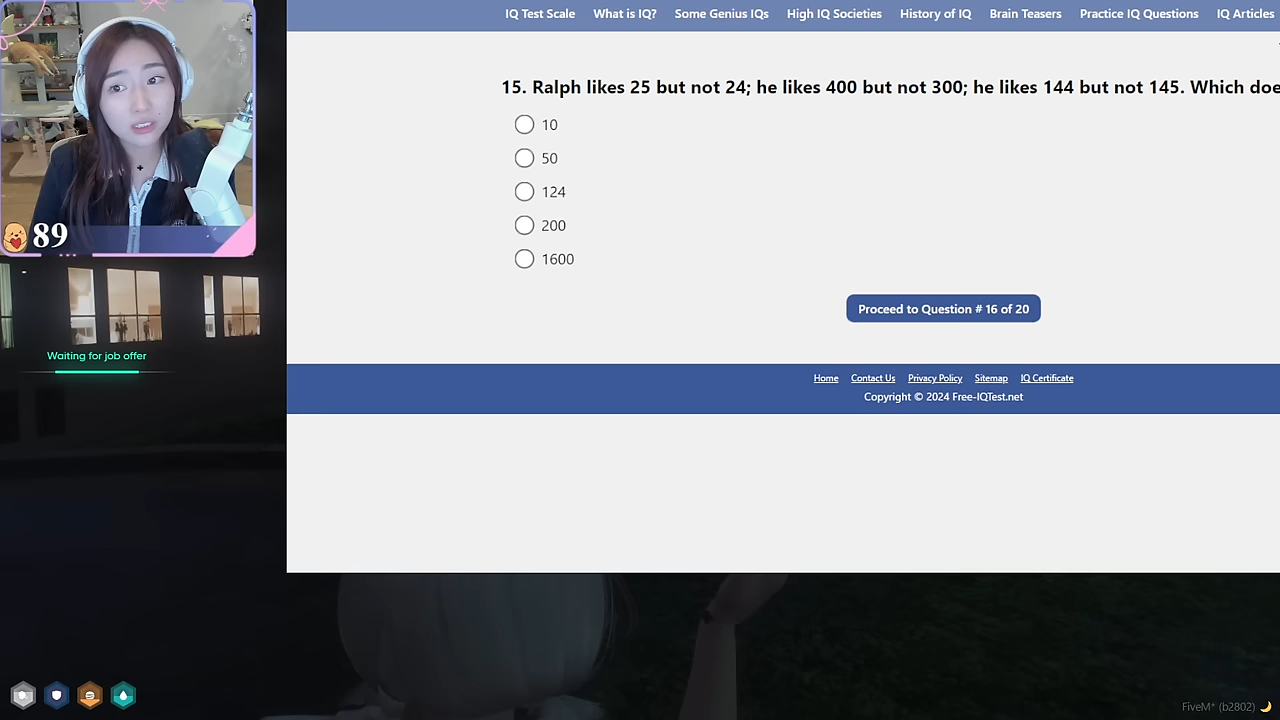 IQ Test Scale What is IQ? Some Genius IQs High IQ Societies History of IQ Brain Teasers Practice IQ Questions IQ Articles
15. Ralph likes 25 but not 24; he likes 400 but not 300; he likes 144 but not 145. Which doe
10
50
124
200
1600
Proceed to Question # 16 of 20
Home Contact Us Privacy Policy Sitemap IQ Certificate
Copyright © 2024 Free-IQTest.net
89
Waiting for job offer
FiveM* (b2802)